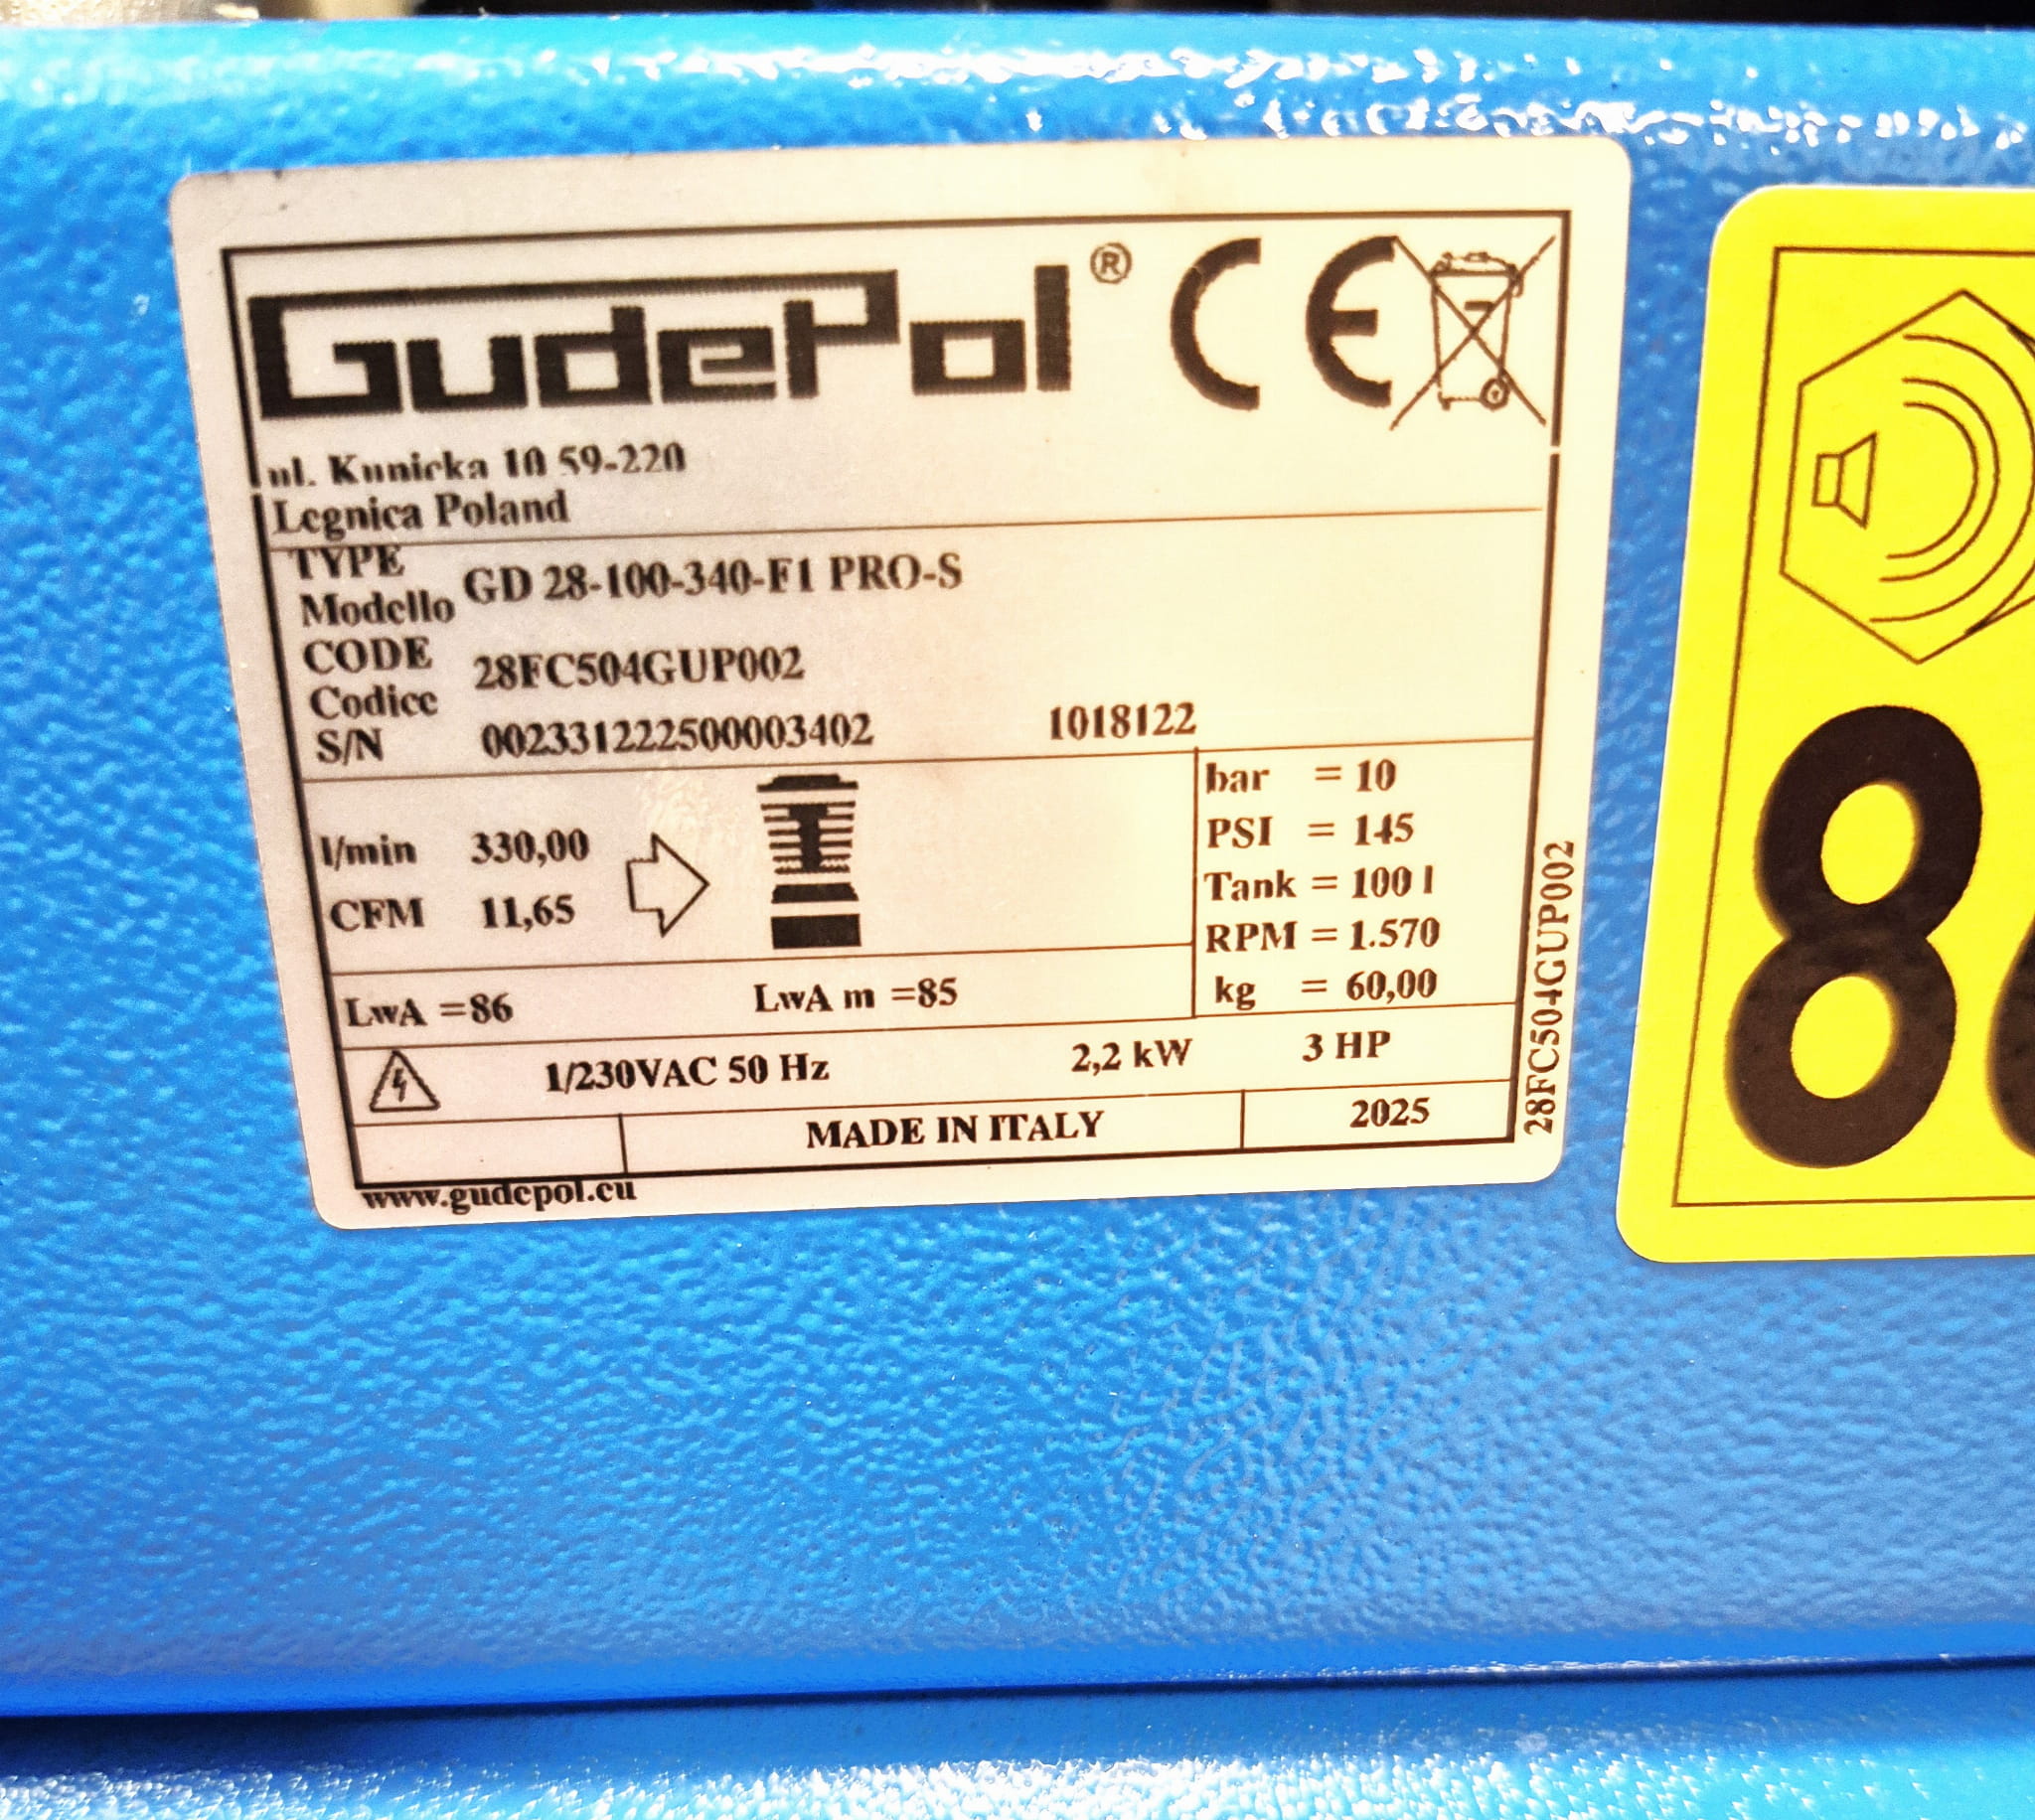 GudePol®
CE
ul. Kunicka 10 59-220
Legnica Poland
TYPE
Modello GD 28-100-340-F1 PRO-S
CODE
Codice 28FC504GUP002
S/N 002331222500003402 1018122
l/min 330,00
CFM 11,65
bar = 10
PSI = 145
Tank = 100 l
RPM = 1.570
kg = 60,00
LwA =86 LwA m =85
1/230VAC 50 Hz 2,2 kW 3 HP
MADE IN ITALY 2025
www.gudepol.eu
28FC504GUP002
8